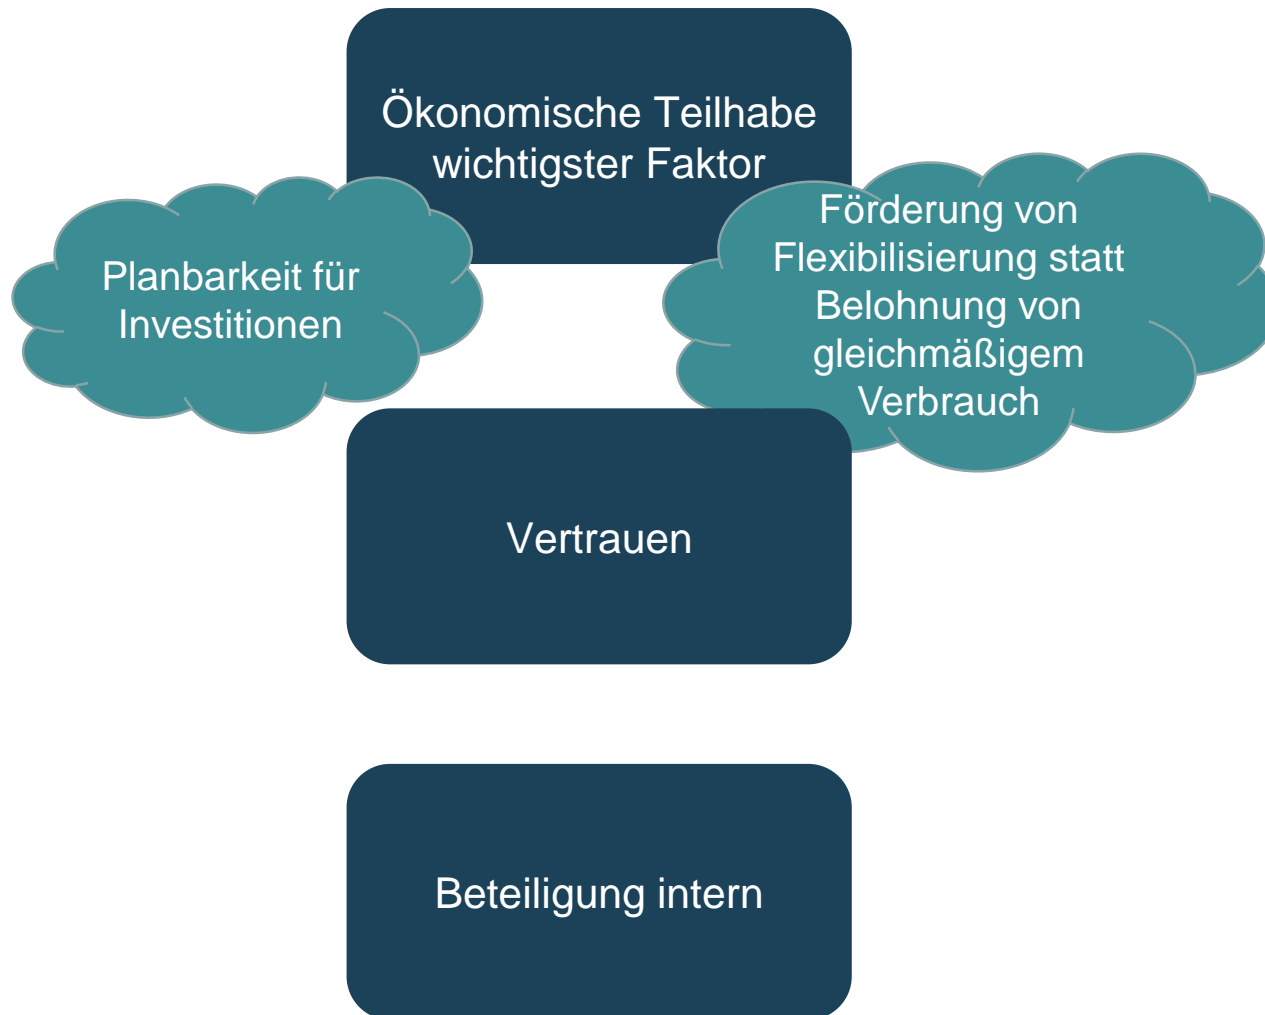 Ökonomische Teilhabe
wichtigster Faktor
Planbarkeit für
Investitionen
Förderung von
Flexibilisierung statt
Belohnung von
gleichmäßigem
Verbrauch
Vertrauen
Beteiligung intern